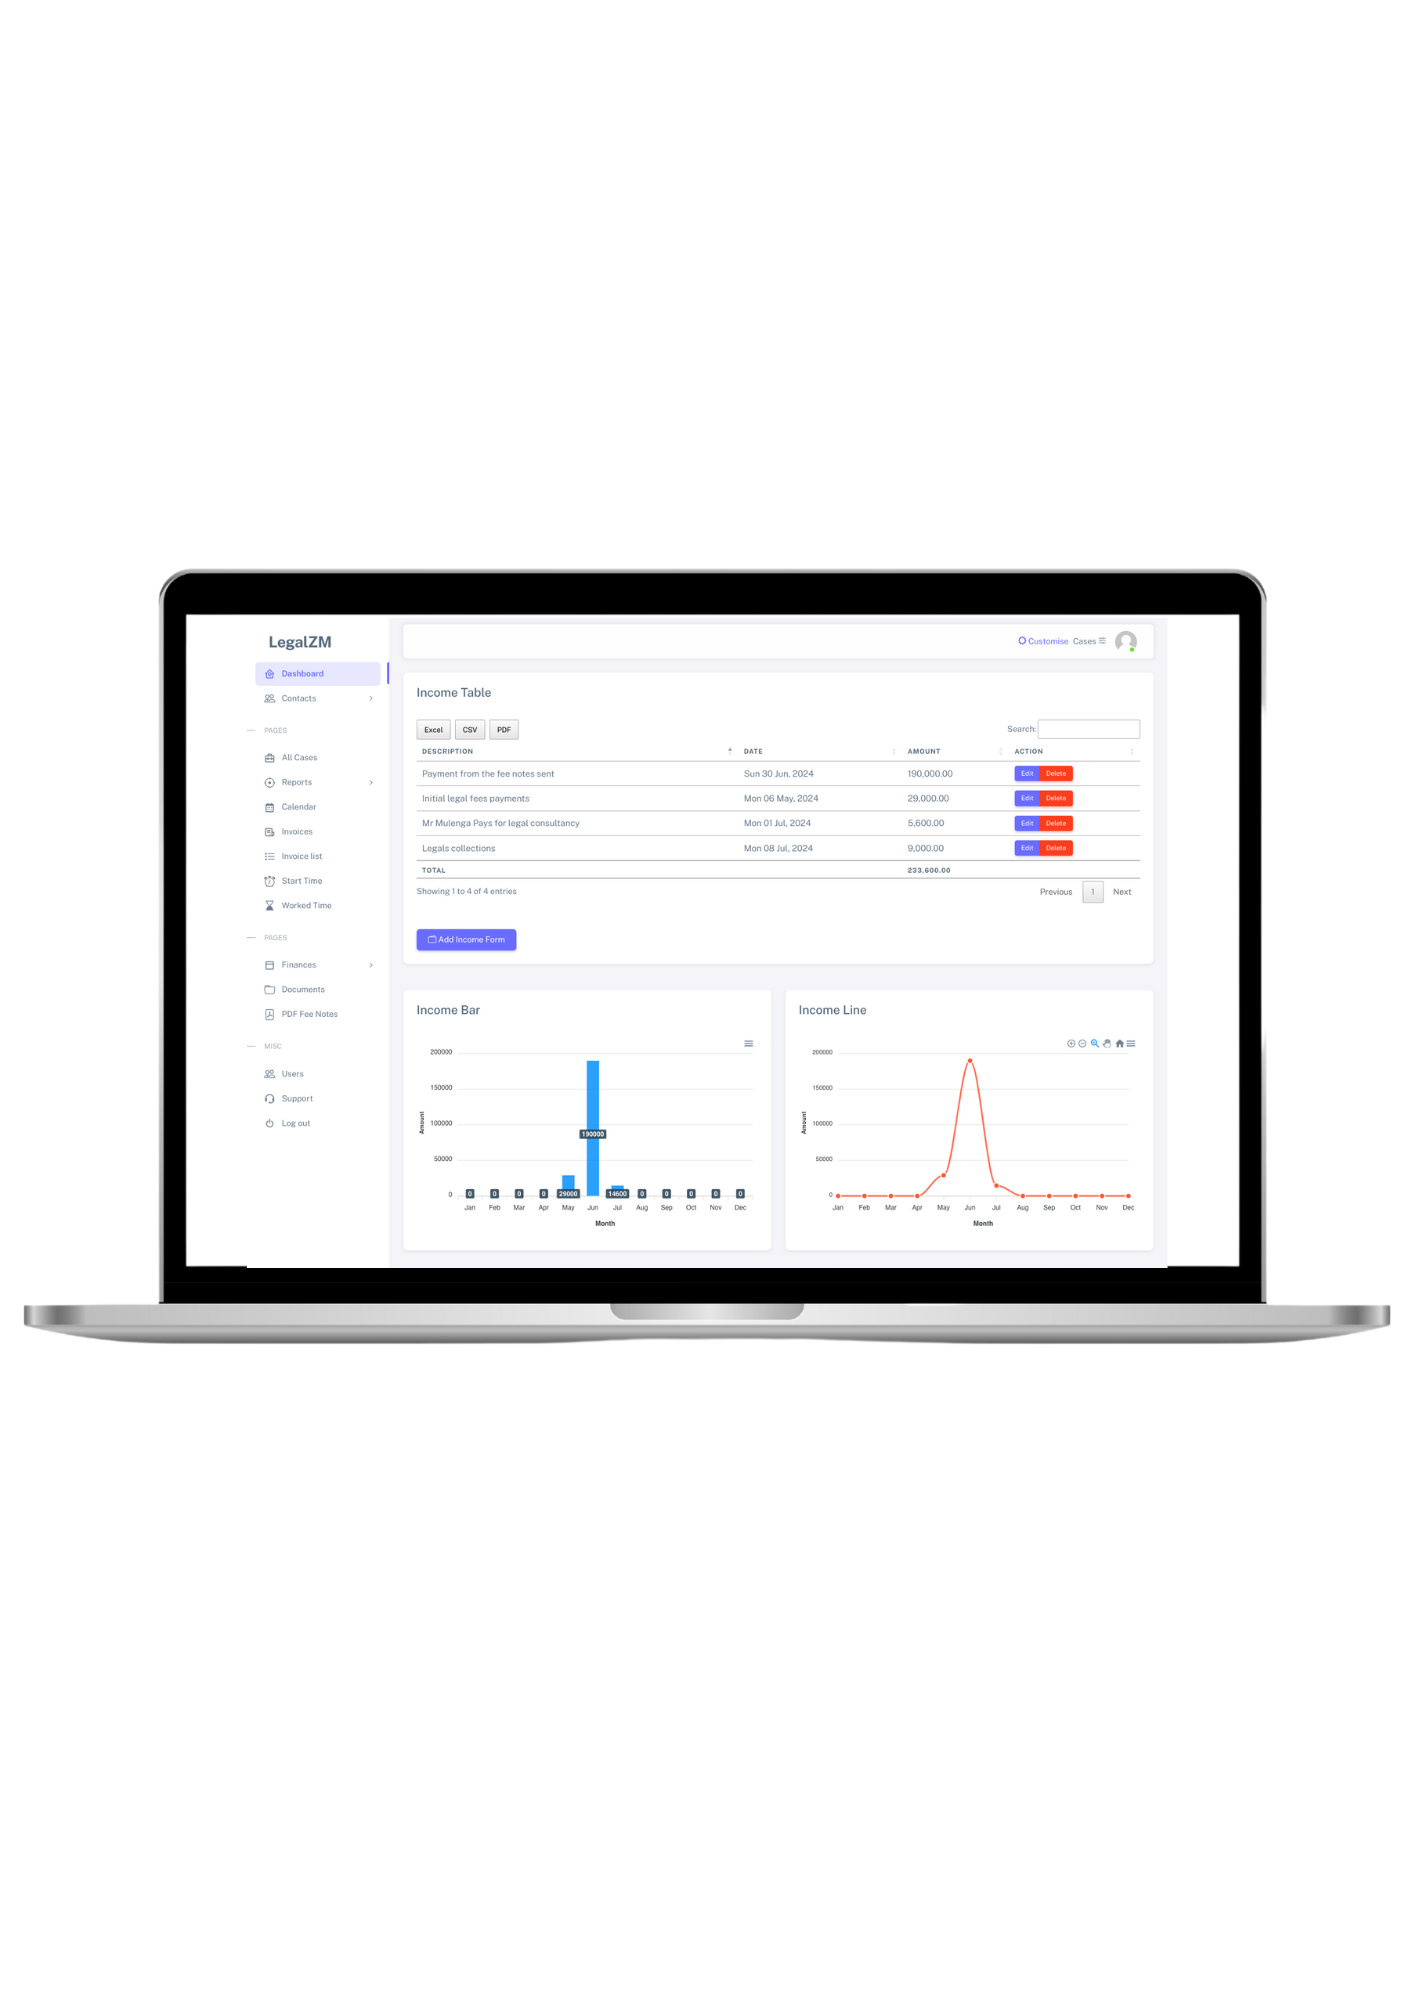 LegalZM
Dashboard
Contacts
PAGES
All Cases
Reports
Calendar
Invoices
Invoice list
Start Time
Worked Time
PAGES
Finances
Documents
PDF Fee Notes
MISC
Users
Support
Log out
Customise Cases
Income Table
Excel CSV PDF Search:
DESCRIPTION DATE AMOUNT ACTION
Payment from the fee notes sent Sun 30 Jun, 2024 190,000.00 Edit Delete
Initial legal fees payments Mon 06 May, 2024 29,000.00 Edit Delete
Mr Mulenga Pays for legal consultancy Mon 01 Jul, 2024 5,600.00 Edit Delete
Legals collections Mon 08 Jul, 2024 9,000.00 Edit Delete
TOTAL 233,600.00
Showing 1 to 4 of 4 entries Previous 1 Next
Add Income Form
Income Bar
200000
150000
100000
50000
0
Amount
190000
0 0 0 0 29000 14600 0 0 0 0 0
Jan Feb Mar Apr May Jun Jul Aug Sep Oct Nov Dec
Month
Income Line
200000
150000
100000
50000
0
Amount
Jan Feb Mar Apr May Jun Jul Aug Sep Oct Nov Dec
Month